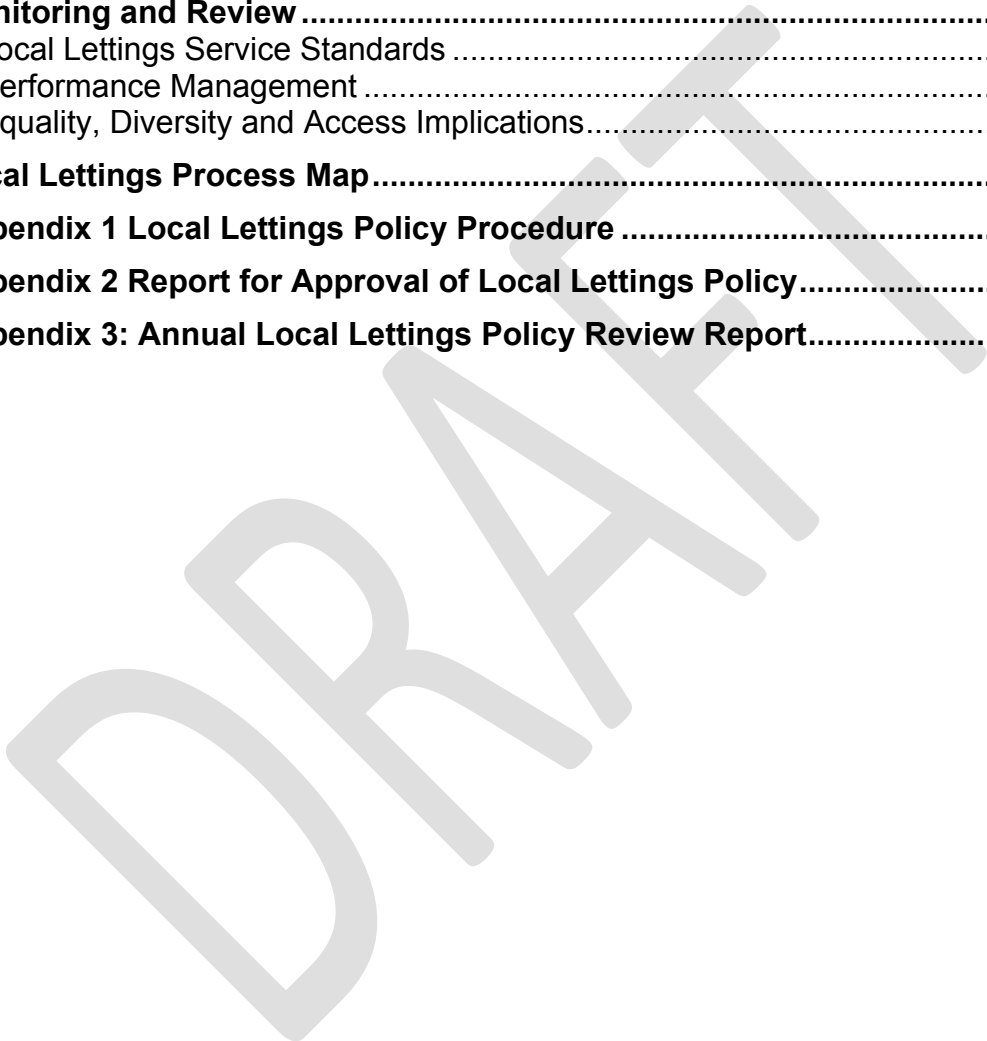 nitoring and Review
ocal Lettings Service Standards
erformance Management
quality, Diversity and Access Implications
cal Lettings Process Map
pendix 1 Local Lettings Policy Procedure
pendix 2 Report for Approval of Local Lettings Policy
pendix 3: Annual Local Lettings Policy Review Report
DRAFT